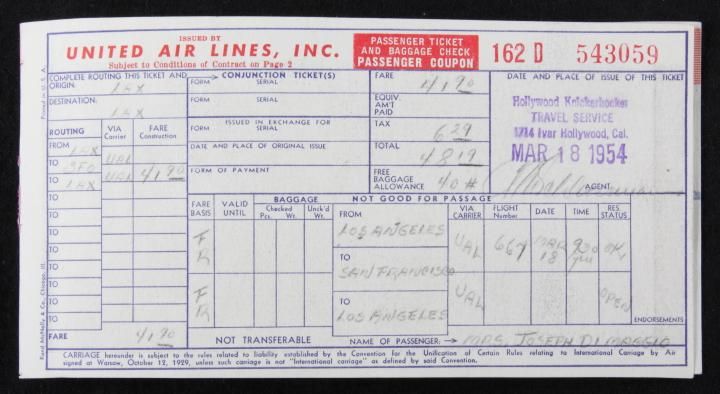 ISSUED BY
UNITED AIR LINES, INC.
Subject to Conditions of Contract on Page 2
PASSENGER TICKET
AND BAGGAGE CHECK
PASSENGER COUPON
162 D 543059
Printed in U. S. A.
COMPLETE ROUTING THIS TICKET AND CONJUNCTION TICKET(S)
ORIGIN LAX
DESTINATION LAX
FORM SERIAL
FORM SERIAL
ISSUED IN EXCHANGE FOR
FORM SERIAL
DATE AND PLACE OF ORIGINAL ISSUE
FORM OF PAYMENT
FARE 41 90
EQUIV. AM'T PAID
TAX 6 29
TOTAL 48 19
FREE BAGGAGE ALLOWANCE 40#
DATE AND PLACE OF ISSUE OF THIS TICKET
Hollywood Knickerbocker
TRAVEL SERVICE
1714 Ivar Hollywood, Cal.
MAR 18 1954
AGENT
ROUTING VIA Carrier FARE Construction
FROM LAX
TO SFO UAL
TO LAX UAL 41 90
TO
TO
TO
TO
TO
TO
FARE 41 90
BAGGAGE NOT GOOD FOR PASSAGE
FARE BASIS VALID UNTIL Checked Pcs. Wt. Unck'd Wt. VIA CARRIER FLIGHT Number DATE TIME RES. STATUS
FROM LOS ANGELES
F R UAL 667 MAR 18 OK
TO SAN FRANCISCO
F R UAL OPEN
TO LOS ANGELES
ENDORSEMENTS
NOT TRANSFERABLE NAME OF PASSENGER MRS. JOSEPH DI MAGGIO
Rand McNally & Co., Chicago, Ill.
CARRIAGE hereunder is subject to the rules related to liability established by the Convention for the Unification of Certain Rules relating to International Carriage by Air
signed at Warsaw, October 12, 1929, unless such carriage is not "International carriage" as defined by said Convention.